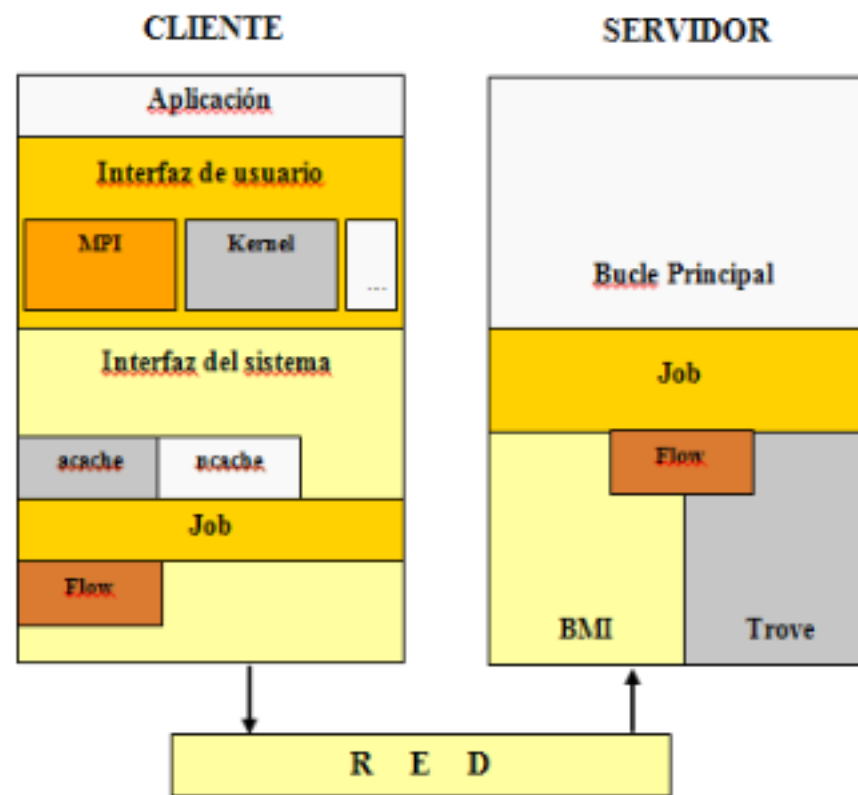 CLIENTE
Aplicación
Interfaz de usuario
MPI
Kernel
...
Interfaz del sistema
acache
ncache
Job
Flow
SERVIDOR
Bucle Principal
Job
Flow
BMI
Trove
R E D